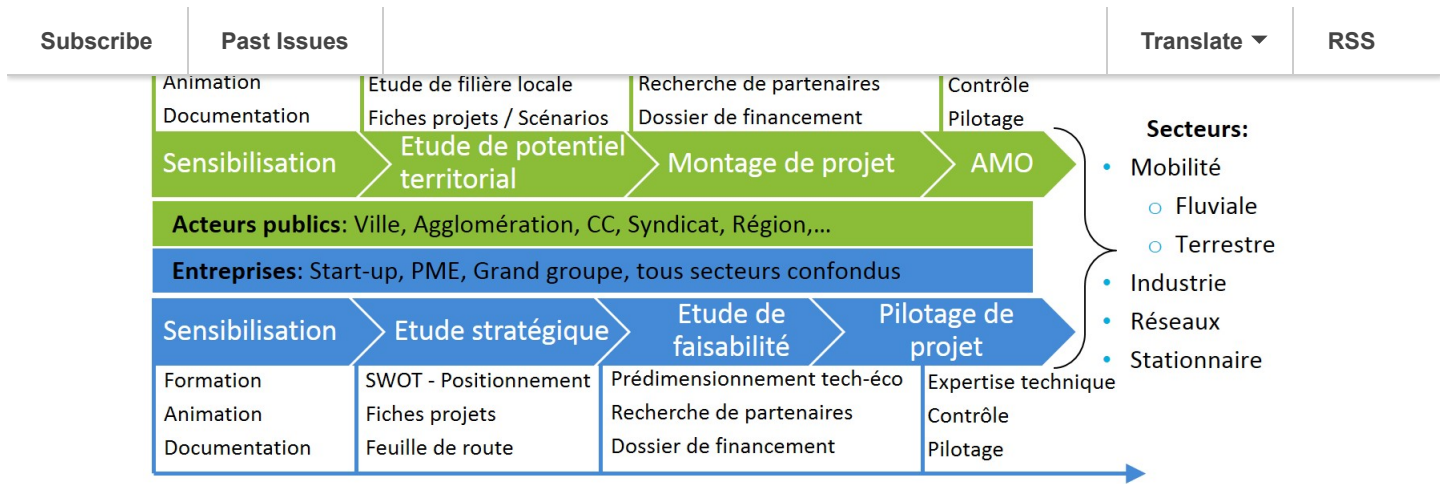 Subscribe
Past Issues
Translate
RSS
Animation
Etude de filière locale
Recherche de partenaires
Contrôle
Documentation
Fiches projets / Scénarios
Dossier de financement
Pilotage
Sensibilisation
Etude de potentiel
territorial
Montage de projet
AMO
Acteurs publics: Ville, Agglomération, CC, Syndicat, Région,...
Entreprises: Start-up, PME, Grand groupe, tous secteurs confondus
Sensibilisation
Etude stratégique
Etude de
faisabilité
Pilotage de
projet
Formation
Animation
Documentation
SWOT - Positionnement
Fiches projets
Feuille de route
Prédimensionnement tech-éco
Recherche de partenaires
Dossier de financement
Expertise technique
Contrôle
Pilotage
Secteurs:
• Mobilité
o Fluviale
o Terrestre
• Industrie
• Réseaux
• Stationnaire